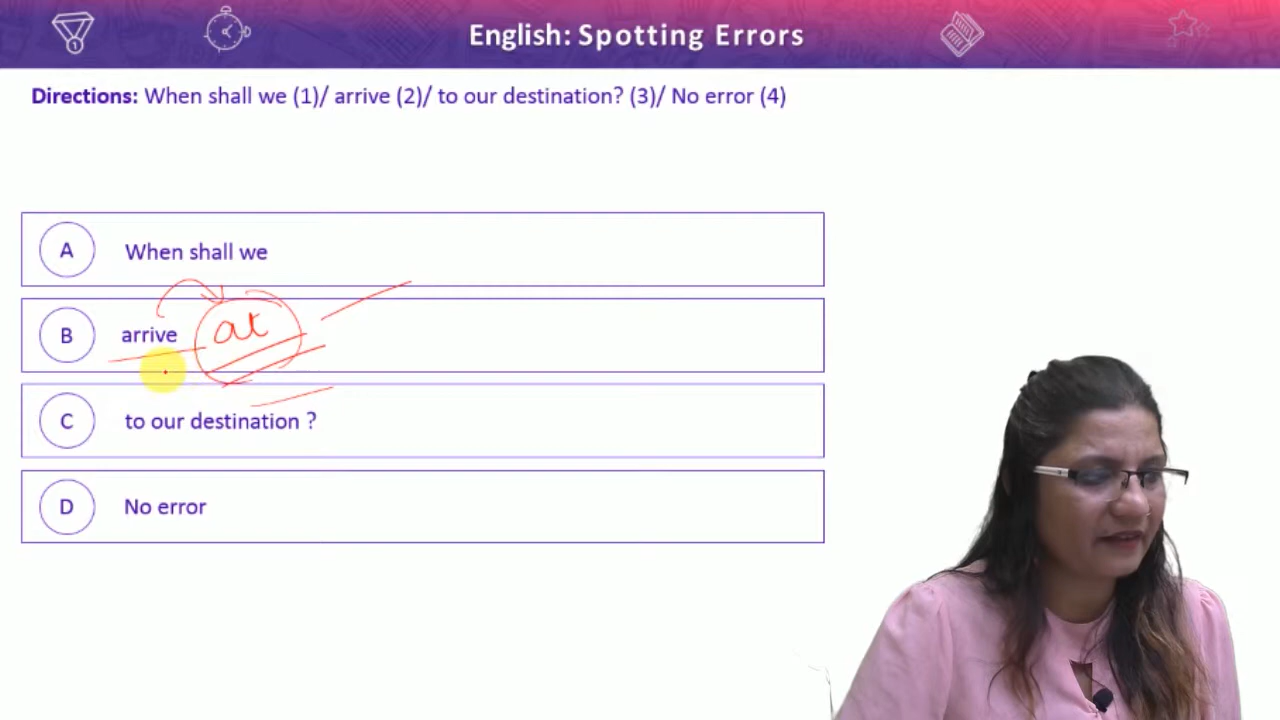 English: Spotting Errors
Directions: When shall we (1)/ arrive (2)/ to our destination? (3)/ No error (4)
A When shall we
B arrive at
C to our destination ?
D No error